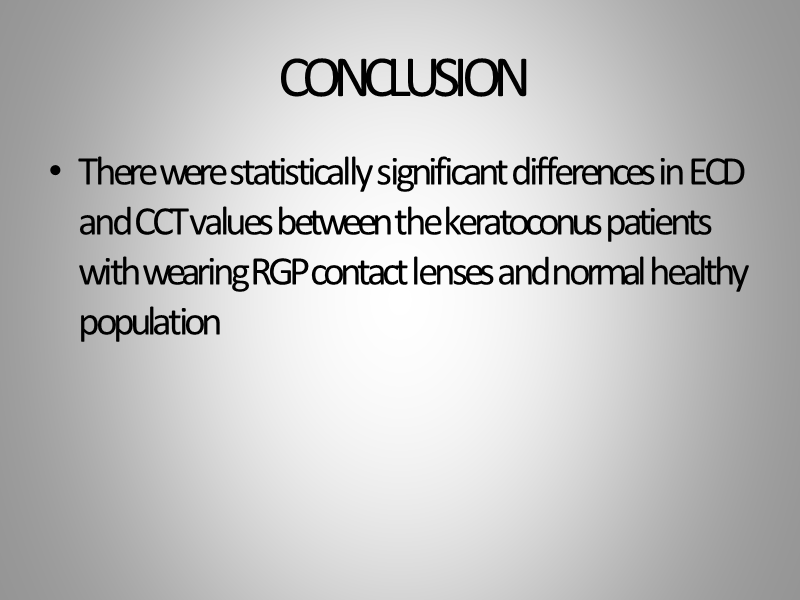 CONCLUSION
• There were statistically significant differences in ECD
and CCT values between the keratoconus patients
with wearing RGP contact lenses and normal healthy
population